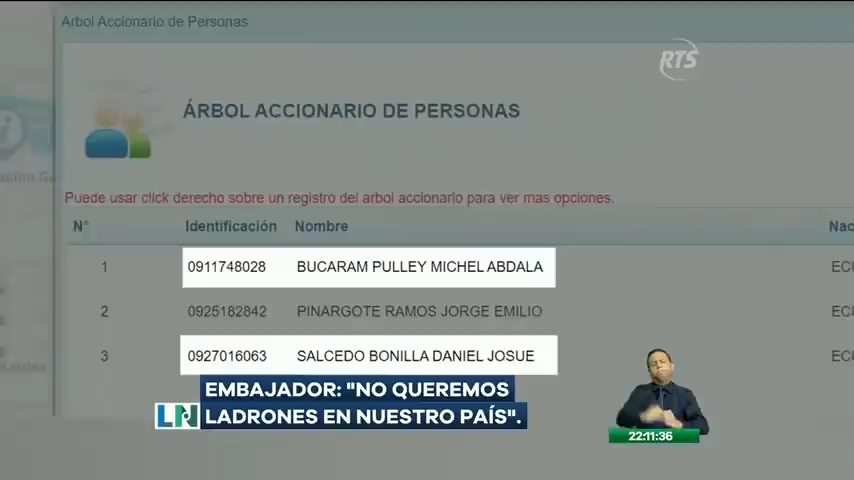 Arbol Accionario de Personas
RTS
ÁRBOL ACCIONARIO DE PERSONAS
Puede usar click derecho sobre un registro del arbol accionario para ver mas opciones.
N° Identificación Nombre
1 0911748028 BUCARAM PULLEY MICHEL ABDALA
2 0925182842 PINARGOTE RAMOS JORGE EMILIO
3 0927016063 SALCEDO BONILLA DANIEL JOSUE
EMBAJADOR: "NO QUEREMOS
LN LADRONES EN NUESTRO PAÍS".
22:11:36